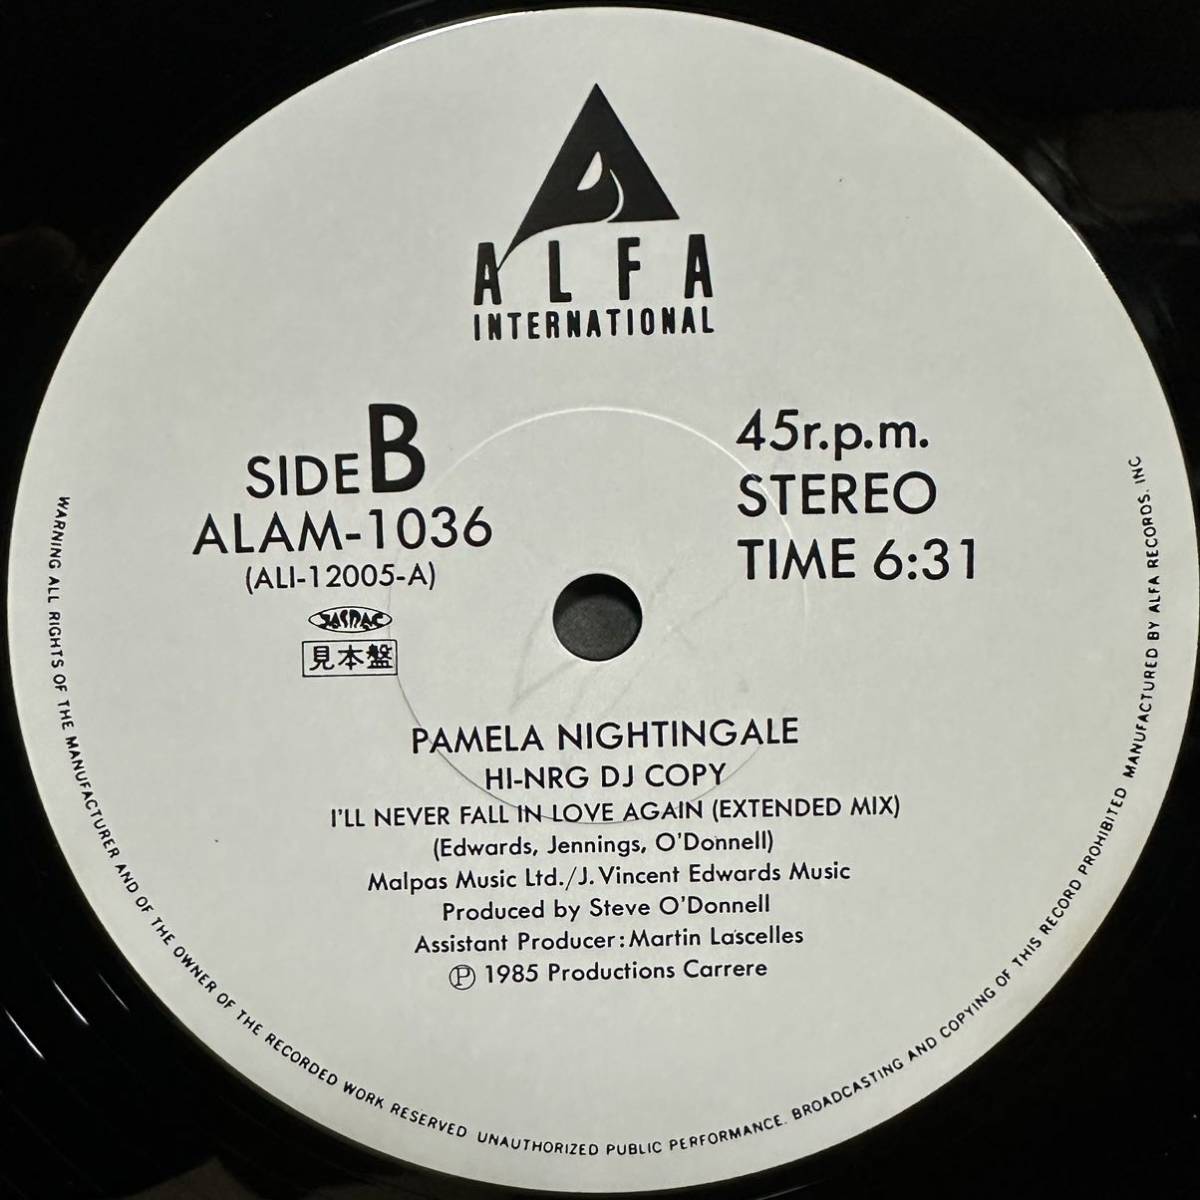 ALFA
INTERNATIONAL
SIDE B
ALAM-1036
(ALI-12005-A)
JASRAC
見本盤
45r.p.m.
STEREO
TIME 6:31
PAMELA NIGHTINGALE
HI-NRG DJ COPY
I'LL NEVER FALL IN LOVE AGAIN (EXTENDED MIX)
(Edwards, Jennings, O'Donnell)
Malpas Music Ltd./J. Vincent Edwards Music
Produced by Steve O'Donnell
Assistant Producer: Martin Lascelles
Ⓟ 1985 Productions Carrere
WARNING ALL RIGHTS OF THE MANUFACTURER AND OF THE OWNER OF THE RECORDED WORK RESERVED UNAUTHORIZED PUBLIC PERFORMANCE. BROADCASTING AND COPYING OF THIS RECORD PROHIBITED MANUFACTURED BY ALFA RECORDS. INC